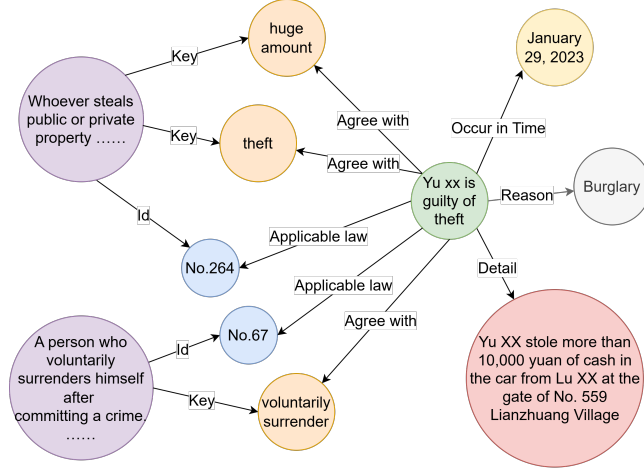 huge
amount
January
29, 2023
Key
Whoever steals
public or private
property ......
Key
theft
Agree with
Occur in Time
Agree with
Yu xx is
guilty of
theft
Reason
Burglary
Id
Applicable law
No.264
Detail
Applicable law
No.67
Agree with
A person who
voluntarily
surrenders himself
after
committing a crime.
......
Id
Key
voluntarily
surrender
Yu XX stole more than
10,000 yuan of cash in
the car from Lu XX at the
gate of No. 559
Lianzhuang Village